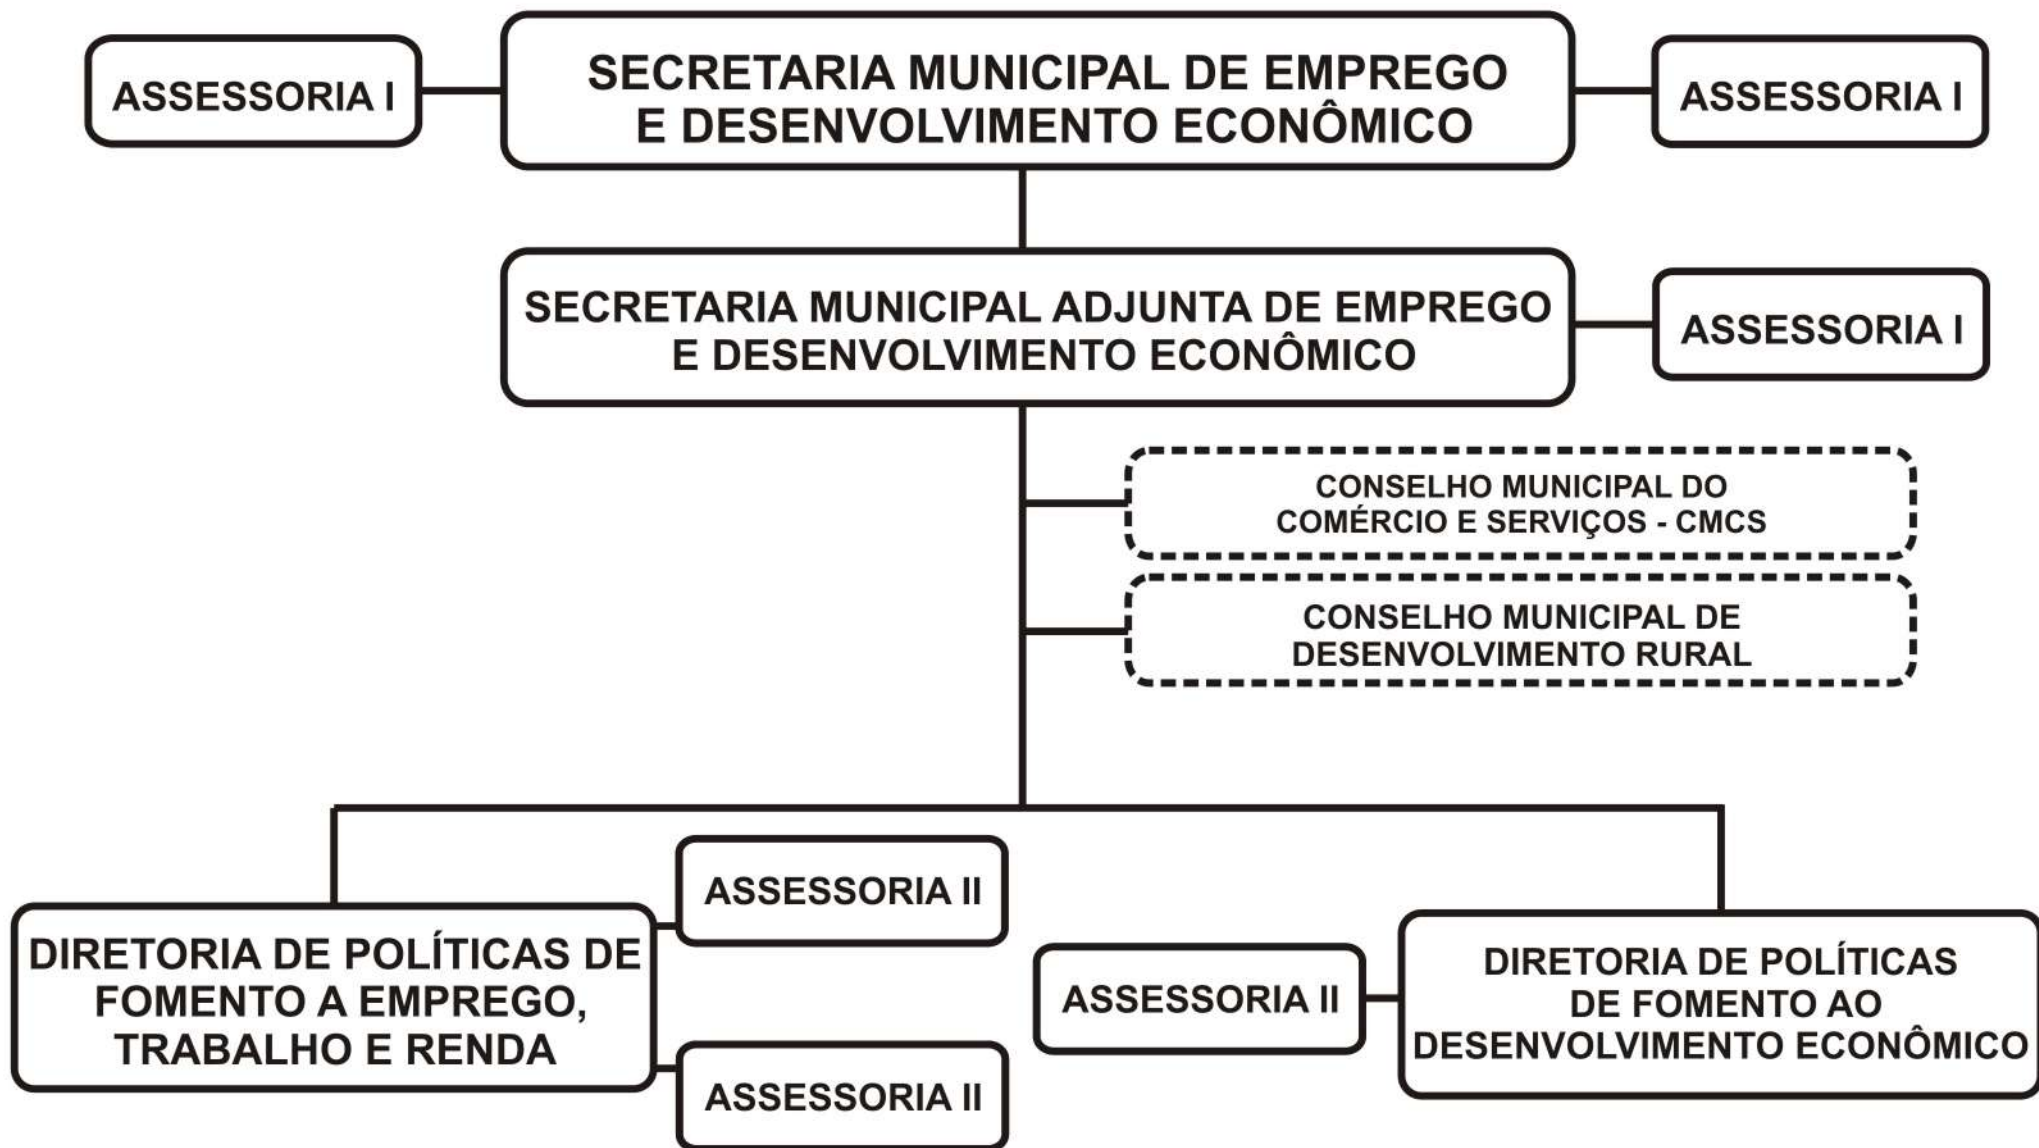 ASSESSORIA I
SECRETARIA MUNICIPAL DE EMPREGO
E DESENVOLVIMENTO ECONÔMICO
ASSESSORIA I
SECRETARIA MUNICIPAL ADJUNTA DE EMPREGO
E DESENVOLVIMENTO ECONÔMICO
ASSESSORIA I
CONSELHO MUNICIPAL DO
COMÉRCIO E SERVIÇOS - CMCS
CONSELHO MUNICIPAL DE
DESENVOLVIMENTO RURAL
DIRETORIA DE POLÍTICAS DE
FOMENTO A EMPREGO,
TRABALHO E RENDA
ASSESSORIA II
ASSESSORIA II
ASSESSORIA II
DIRETORIA DE POLÍTICAS
DE FOMENTO AO
DESENVOLVIMENTO ECONÔMICO